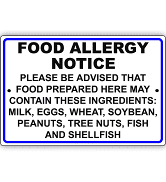 FOOD ALLERGY
NOTICE
PLEASE BE ADVISED THAT
FOOD PREPARED HERE MAY
CONTAIN THESE INGREDIENTS:
MILK, EGGS, WHEAT, SOYBEAN,
PEANUTS, TREE NUTS, FISH
AND SHELLFISH